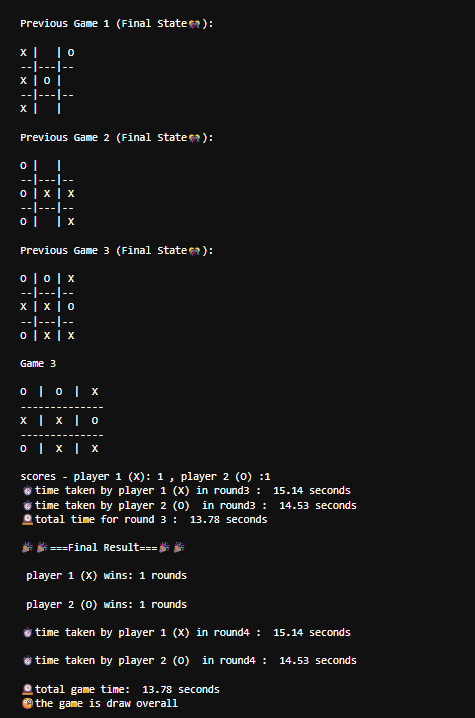 Previous Game 1 (Final State🎊):
X |   | O
--|---|--
X | O |
--|---|--
X |   |
Previous Game 2 (Final State🎊):
O |   |
--|---|--
O | X | X
--|---|--
O |   | X
Previous Game 3 (Final State🎊):
O | O | X
--|---|--
X | X | O
--|---|--
O | X | X
Game 3
O  |  O  |  X
--------------
X  |  X  |  O
--------------
O  |  X  |  X
scores - player 1 (X): 1 , player 2 (O) :1
⏱time taken by player 1 (X) in round3 :  15.14 seconds
⏱time taken by player 2 (O)  in round3 :  14.53 seconds
🕰total time for round 3 :  13.78 seconds
🎉🎉===Final Result===🎉🎉
player 1 (X) wins: 1 rounds
player 2 (O) wins: 1 rounds
⏱time taken by player 1 (X) in round4 :  15.14 seconds
⏱time taken by player 2 (O)  in round4 :  14.53 seconds
🕰total game time:  13.78 seconds
🤔the game is draw overall